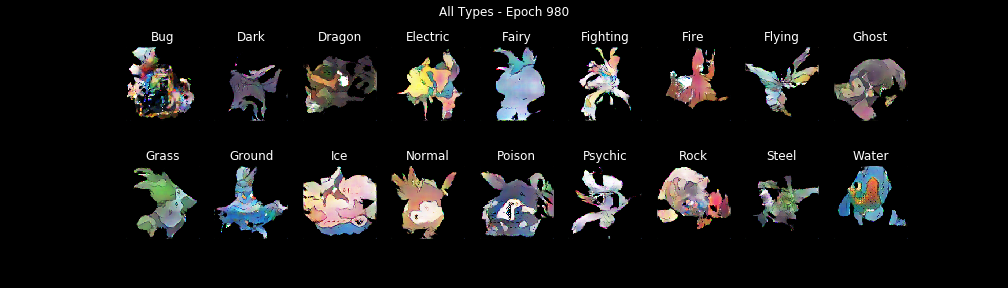 All Types - Epoch 980
Bug Dark Dragon Electric Fairy Fighting Fire Flying Ghost
Grass Ground Ice Normal Poison Psychic Rock Steel Water